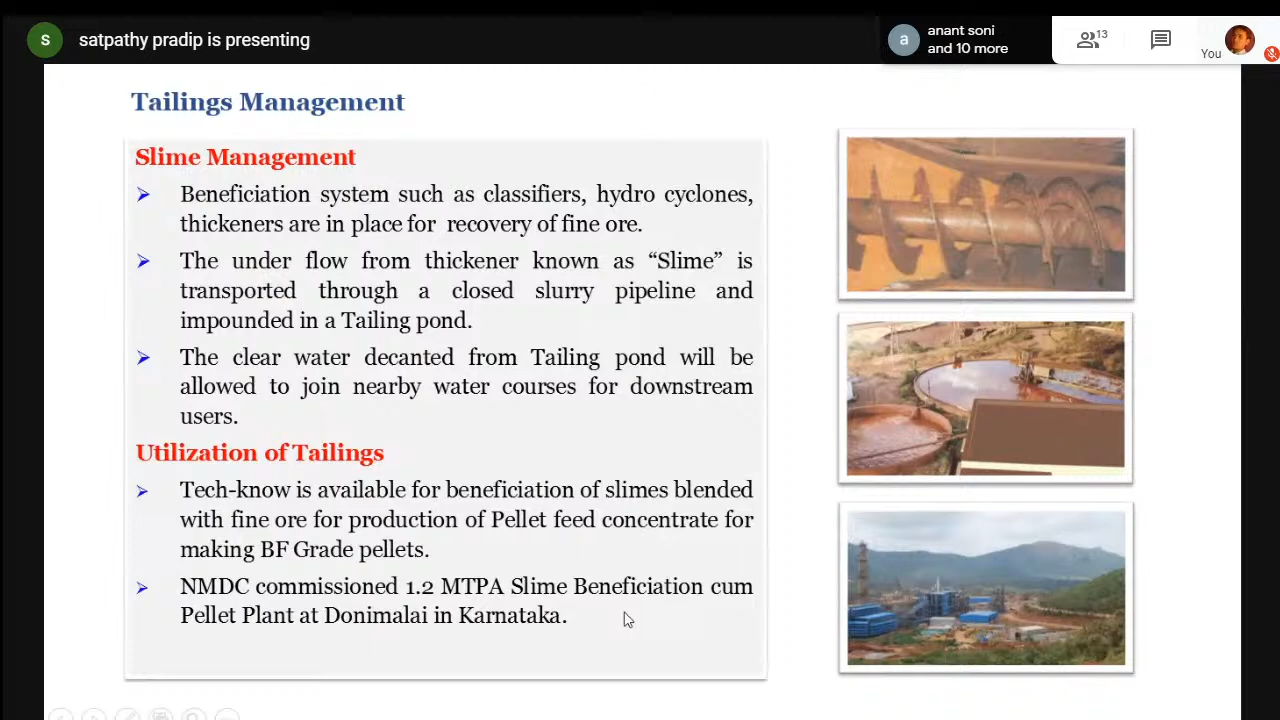 s
satpathy pradip is presenting
a
anant soni
and 10 more
13
You
Tailings Management
Slime Management
Beneficiation system such as classifiers, hydro cyclones,
thickeners are in place for recovery of fine ore.
The under flow from thickener known as “Slime” is
transported through a closed slurry pipeline and
impounded in a Tailing pond.
The clear water decanted from Tailing pond will be
allowed to join nearby water courses for downstream
users.
Utilization of Tailings
Tech-know is available for beneficiation of slimes blended
with fine ore for production of Pellet feed concentrate for
making BF Grade pellets.
NMDC commissioned 1.2 MTPA Slime Beneficiation cum
Pellet Plant at Donimalai in Karnataka.